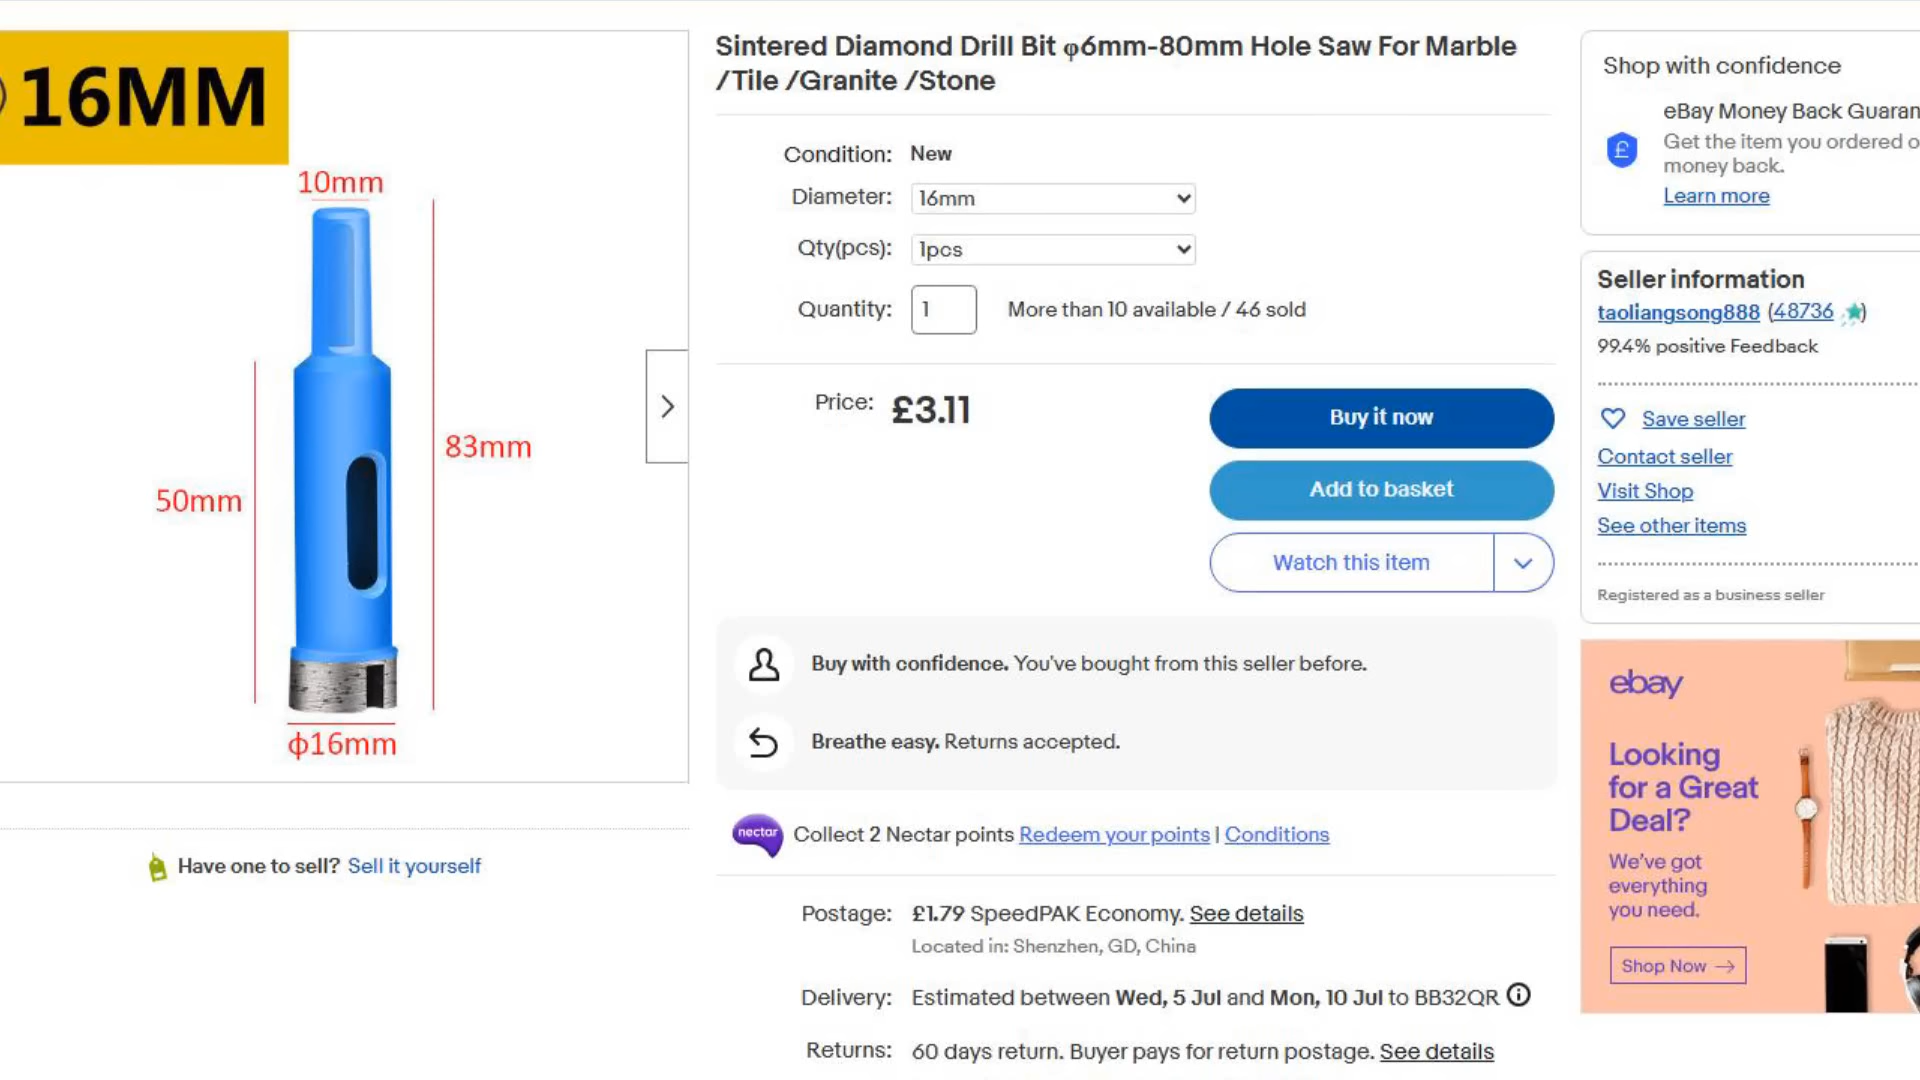 16MM
10mm
83mm
50mm
ϕ16mm
Have one to sell? Sell it yourself
Sintered Diamond Drill Bit φ6mm-80mm Hole Saw For Marble
/Tile /Granite /Stone
Condition: New
Diameter: 16mm
Qty(pcs): 1pcs
Quantity: 1 More than 10 available / 46 sold
Price: £3.11
Buy it now
Add to basket
Watch this item
Buy with confidence. You've bought from this seller before.
Breathe easy. Returns accepted.
nectar Collect 2 Nectar points Redeem your points | Conditions
Postage: £1.79 SpeedPAK Economy. See details
Located in: Shenzhen, GD, China
Delivery: Estimated between Wed, 5 Jul and Mon, 10 Jul to BB32QR
Returns: 60 days return. Buyer pays for return postage. See details
Shop with confidence
eBay Money Back Guaran
£ Get the item you ordered o
money back.
Learn more
Seller information
taoliangsong888 (48736 )
99.4% positive Feedback
Save seller
Contact seller
Visit Shop
See other items
Registered as a business seller
ebay
Looking
for a Great
Deal?
We've got
everything
you need.
Shop Now →